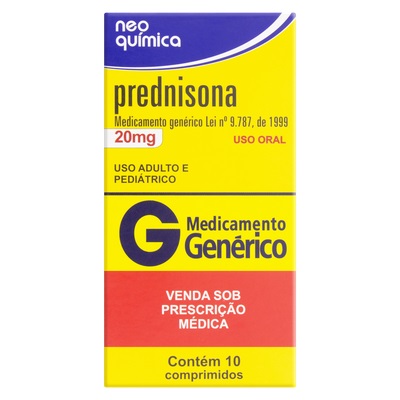 neo
química
prednisona
Medicamento genérico Lei nº 9.787, de 1999
20mg
USO ORAL
USO ADULTO E
PEDIÁTRICO
G Medicamento
Genérico
VENDA SOB
PRESCRIÇÃO
MÉDICA
Contém 10
comprimidos